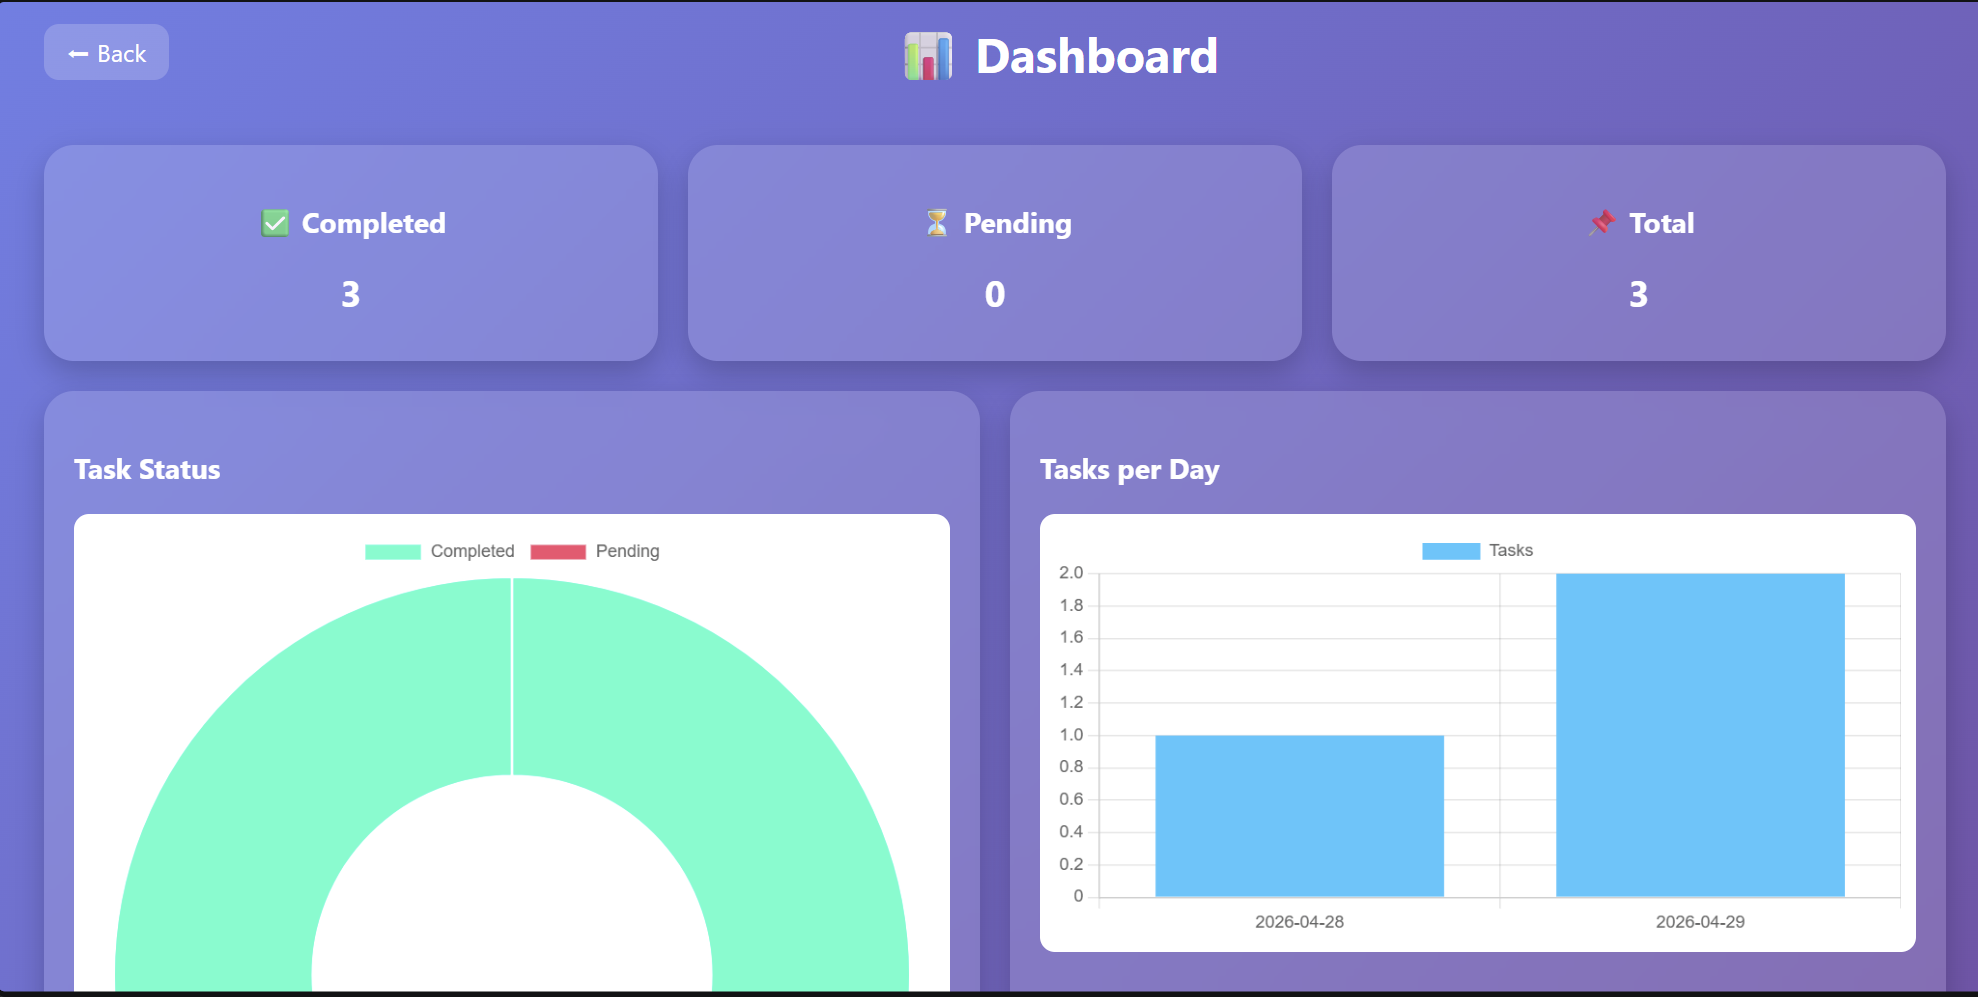 ← Back
Dashboard
Completed
3
Pending
0
Total
3
Task Status
Completed Pending
Tasks per Day
Tasks
2.0
1.8
1.6
1.4
1.2
1.0
0.8
0.6
0.4
0.2
0
2026-04-28 2026-04-29